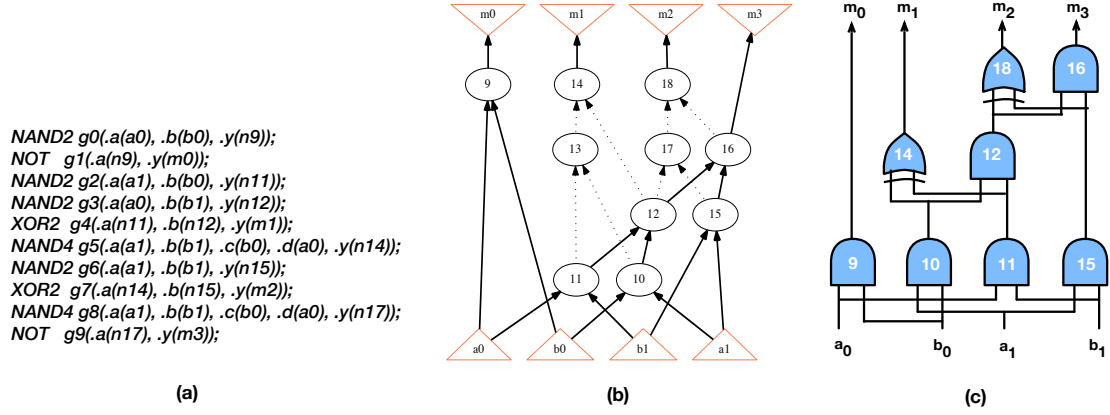 NAND2 g0(.a(a0), .b(b0), .y(n9));
NOT g1(.a(n9), .y(m0));
NAND2 g2(.a(a1), .b(b0), .y(n11));
NAND2 g3(.a(a0), .b(b1), .y(n12));
XOR2 g4(.a(n11), .b(n12), .y(m1));
NAND4 g5(.a(a1), .b(b1), .c(b0), .d(a0), .y(n14));
NAND2 g6(.a(a1), .b(b1), .y(n15));
XOR2 g7(.a(n14), .b(n15), .y(m2));
NAND4 g8(.a(a1), .b(b1), .c(b0), .d(a0), .y(n17));
NOT g9(.a(n17), .y(m3));
(a)
m0 m1 m2 m3
9 14 18
13 17 16
12 15
11 10
a0 b0 b1 a1
(b)
m0 m1 m2 m3
18 16
14 12
9 10 11 15
a0 b0 a1 b1
(c)